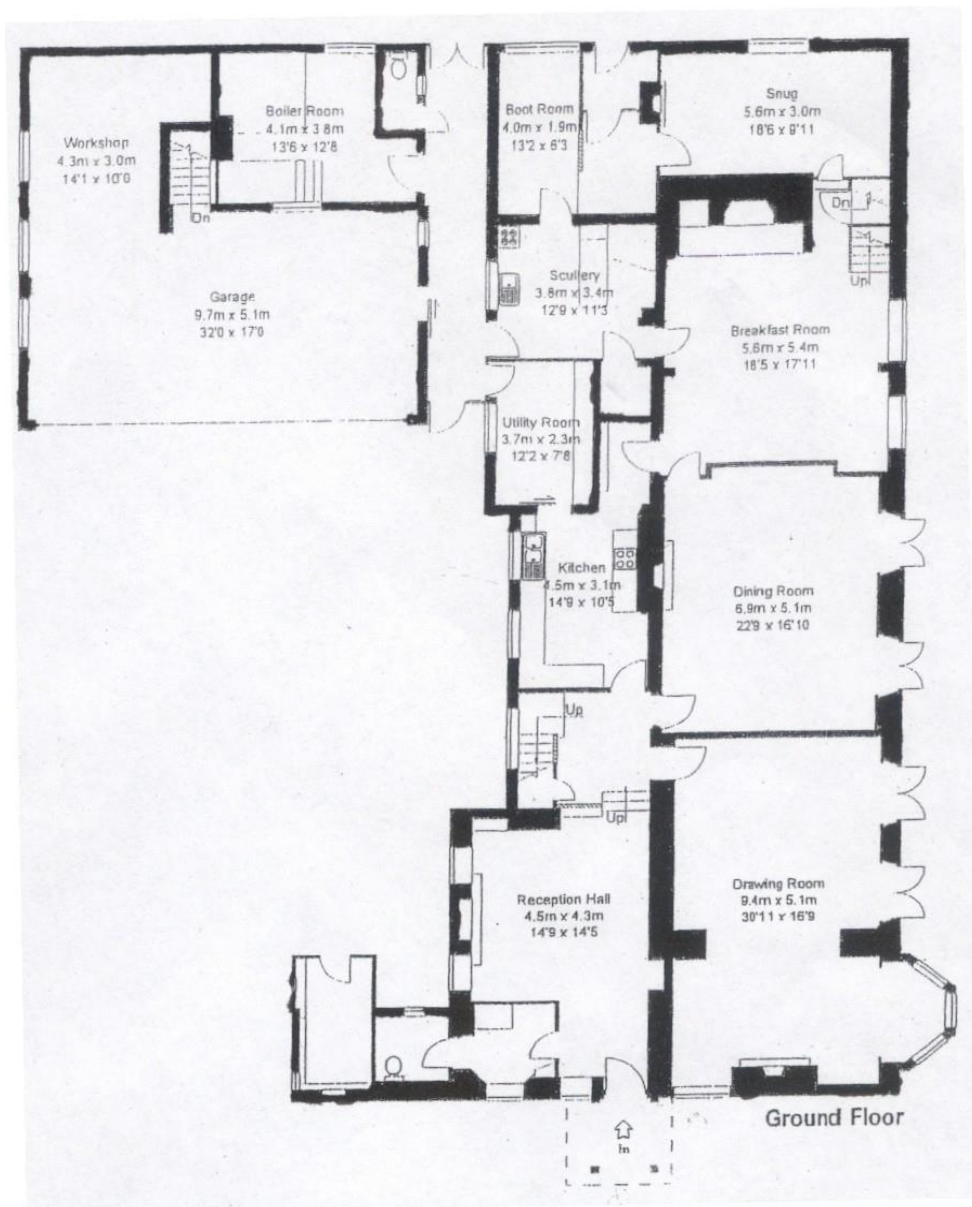 Workshop
4.3m x 3.0m
14'1 x 10'0
Boiler Room
4.1m x 3.8m
13'6 x 12'8
Boot Room
4.0m x 1.9m
13'2 x 6'3
Snug
5.6m x 3.0m
18'6 x 9'11
Dn
Dn
Up
Garage
9.7m x 5.1m
32'0 x 17'0
Scullery
3.8m x 3.4m
12'9 x 11'3
Breakfast Room
5.6m x 5.4m
18'5 x 17'11
Utility Room
3.7m x 2.3m
12'2 x 7'8
Kitchen
4.5m x 3.1m
14'9 x 10'5
Dining Room
6.9m x 5.1m
22'9 x 16'10
Up
Up
Reception Hall
4.5m x 4.3m
14'9 x 14'5
Drawing Room
9.4m x 5.1m
30'11 x 16'9
Ground Floor
In